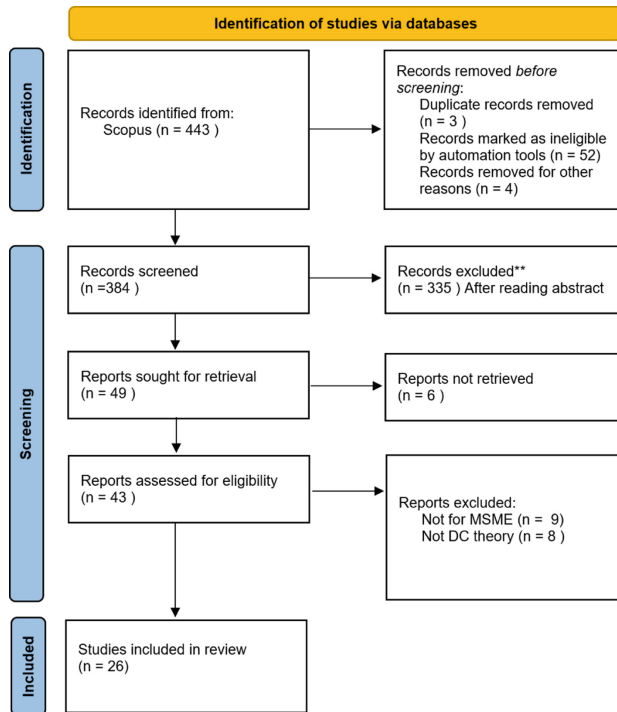 Identification of studies via databases
Identification
Records identified from:
Scopus (n = 443 )
Records removed before
screening:
Duplicate records removed
(n = 3 )
Records marked as ineligible
by automation tools (n = 52)
Records removed for other
reasons (n = 4)
Screening
Records screened
(n =384 )
Records excluded**
(n = 335 ) After reading abstract
Reports sought for retrieval
(n = 49 )
Reports not retrieved
(n = 6 )
Reports assessed for eligibility
(n = 43 )
Reports excluded:
Not for MSME (n =  9)
Not DC theory (n = 8 )
Included
Studies included in review
(n = 26)